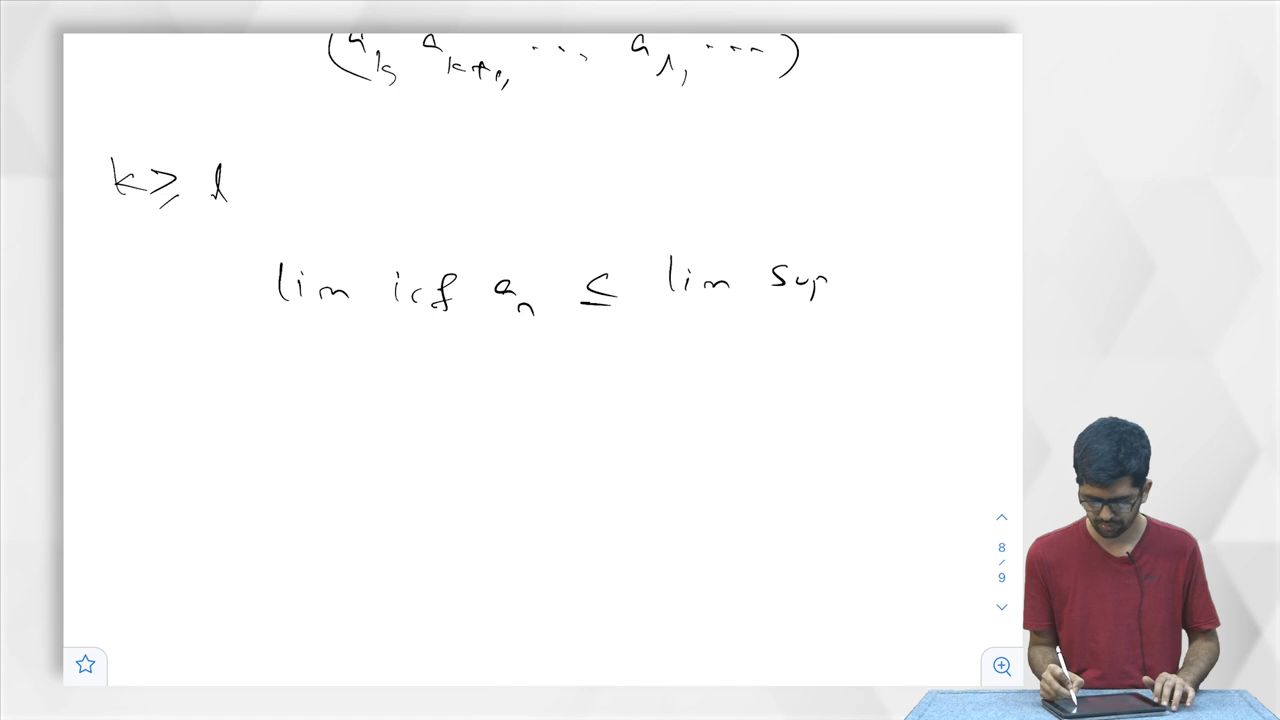 (a_k, a_{k+1}, ..., a_l, ...)
k ≥ l
lim inf a_n ≤ lim sup
8
/
9